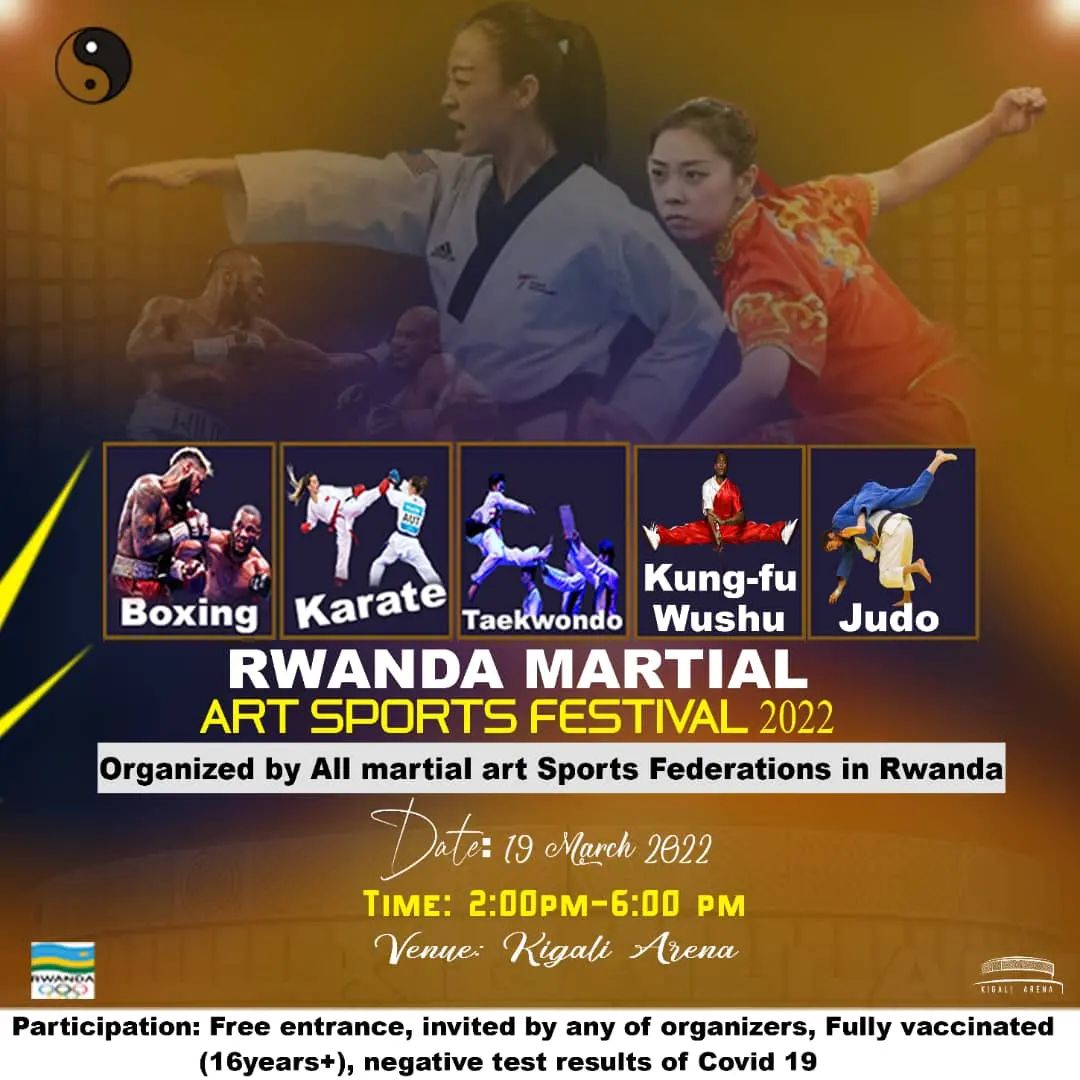 AUT
Boxing
Karate
Taekwondo
Kung-fu
Wushu
Judo
RWANDA MARTIAL
ART SPORTS FESTIVAL 2022
Organized by All martial art Sports Federations in Rwanda
Date: 19 March 2022
TIME: 2:00PM-6:00 PM
Venue: Kigali Arena
RWANDA
KIGALI ARENA
Participation: Free entrance, invited by any of organizers, Fully vaccinated
(16years+), negative test results of Covid 19